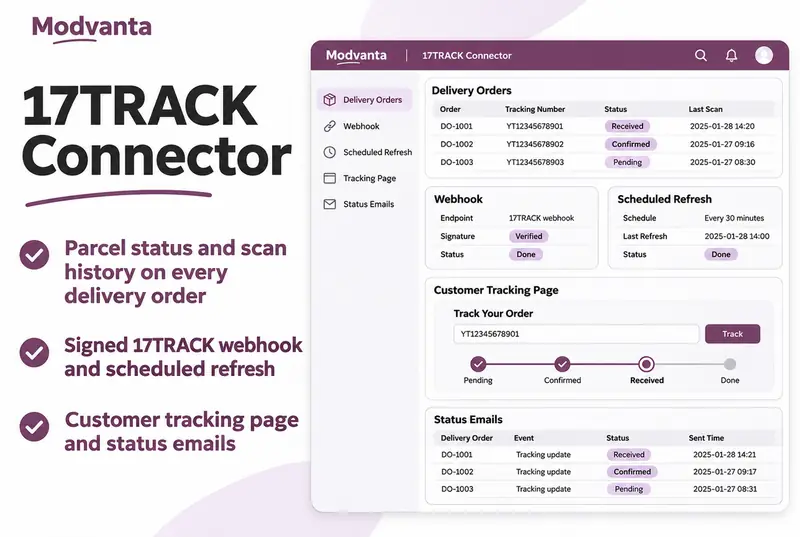 Modvanta
17TRACK
Connector
Parcel status and scan
history on every
delivery order
Signed 17TRACK webhook
and scheduled refresh
Customer tracking page
and status emails
Modvanta | 17TRACK Connector
Delivery Orders
Webhook
Scheduled Refresh
Tracking Page
Status Emails
Delivery Orders
Order Tracking Number Status Last Scan
DO-1001 YT12345678901 Received 2025-01-28 14:20
DO-1002 YT12345678902 Confirmed 2025-01-28 09:16
DO-1003 YT12345678903 Pending 2025-01-27 08:30
Webhook
Endpoint 17TRACK webhook
Signature Verified
Status Done
Scheduled Refresh
Schedule Every 30 minutes
Last Refresh 2025-01-28 14:00
Status Done
Customer Tracking Page
Track Your Order
YT12345678901 Track
Pending Confirmed Received Done
Status Emails
Delivery Order Event Status Sent Time
DO-1001 Tracking update Received 2025-01-28 14:21
DO-1002 Tracking update Confirmed 2025-01-27 09:17
DO-1003 Tracking update Pending 2025-01-27 08:31